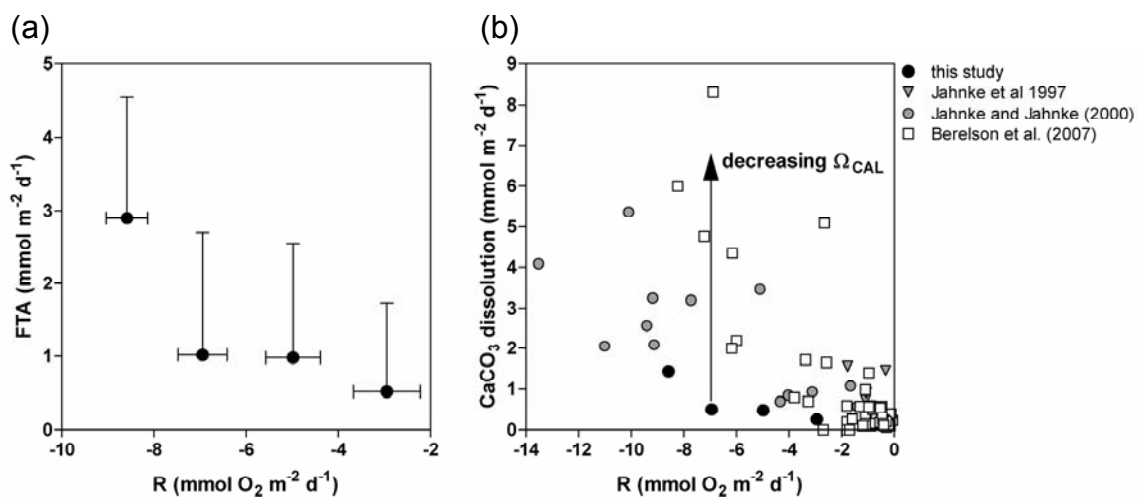 (a)
5
4
3
2
1
0
FTA (mmol m⁻² d⁻¹)
-10 -8 -6 -4 -2
R (mmol O₂ m⁻² d⁻¹)
(b)
9
8
7
6
5
4
3
2
1
0
CaCO₃ dissolution (mmol m⁻² d⁻¹)
decreasing Ω_CAL
-14 -12 -10 -8 -6 -4 -2 0
R (mmol O₂ m⁻² d⁻¹)
this study
Jahnke et al 1997
Jahnke and Jahnke (2000)
Berelson et al. (2007)